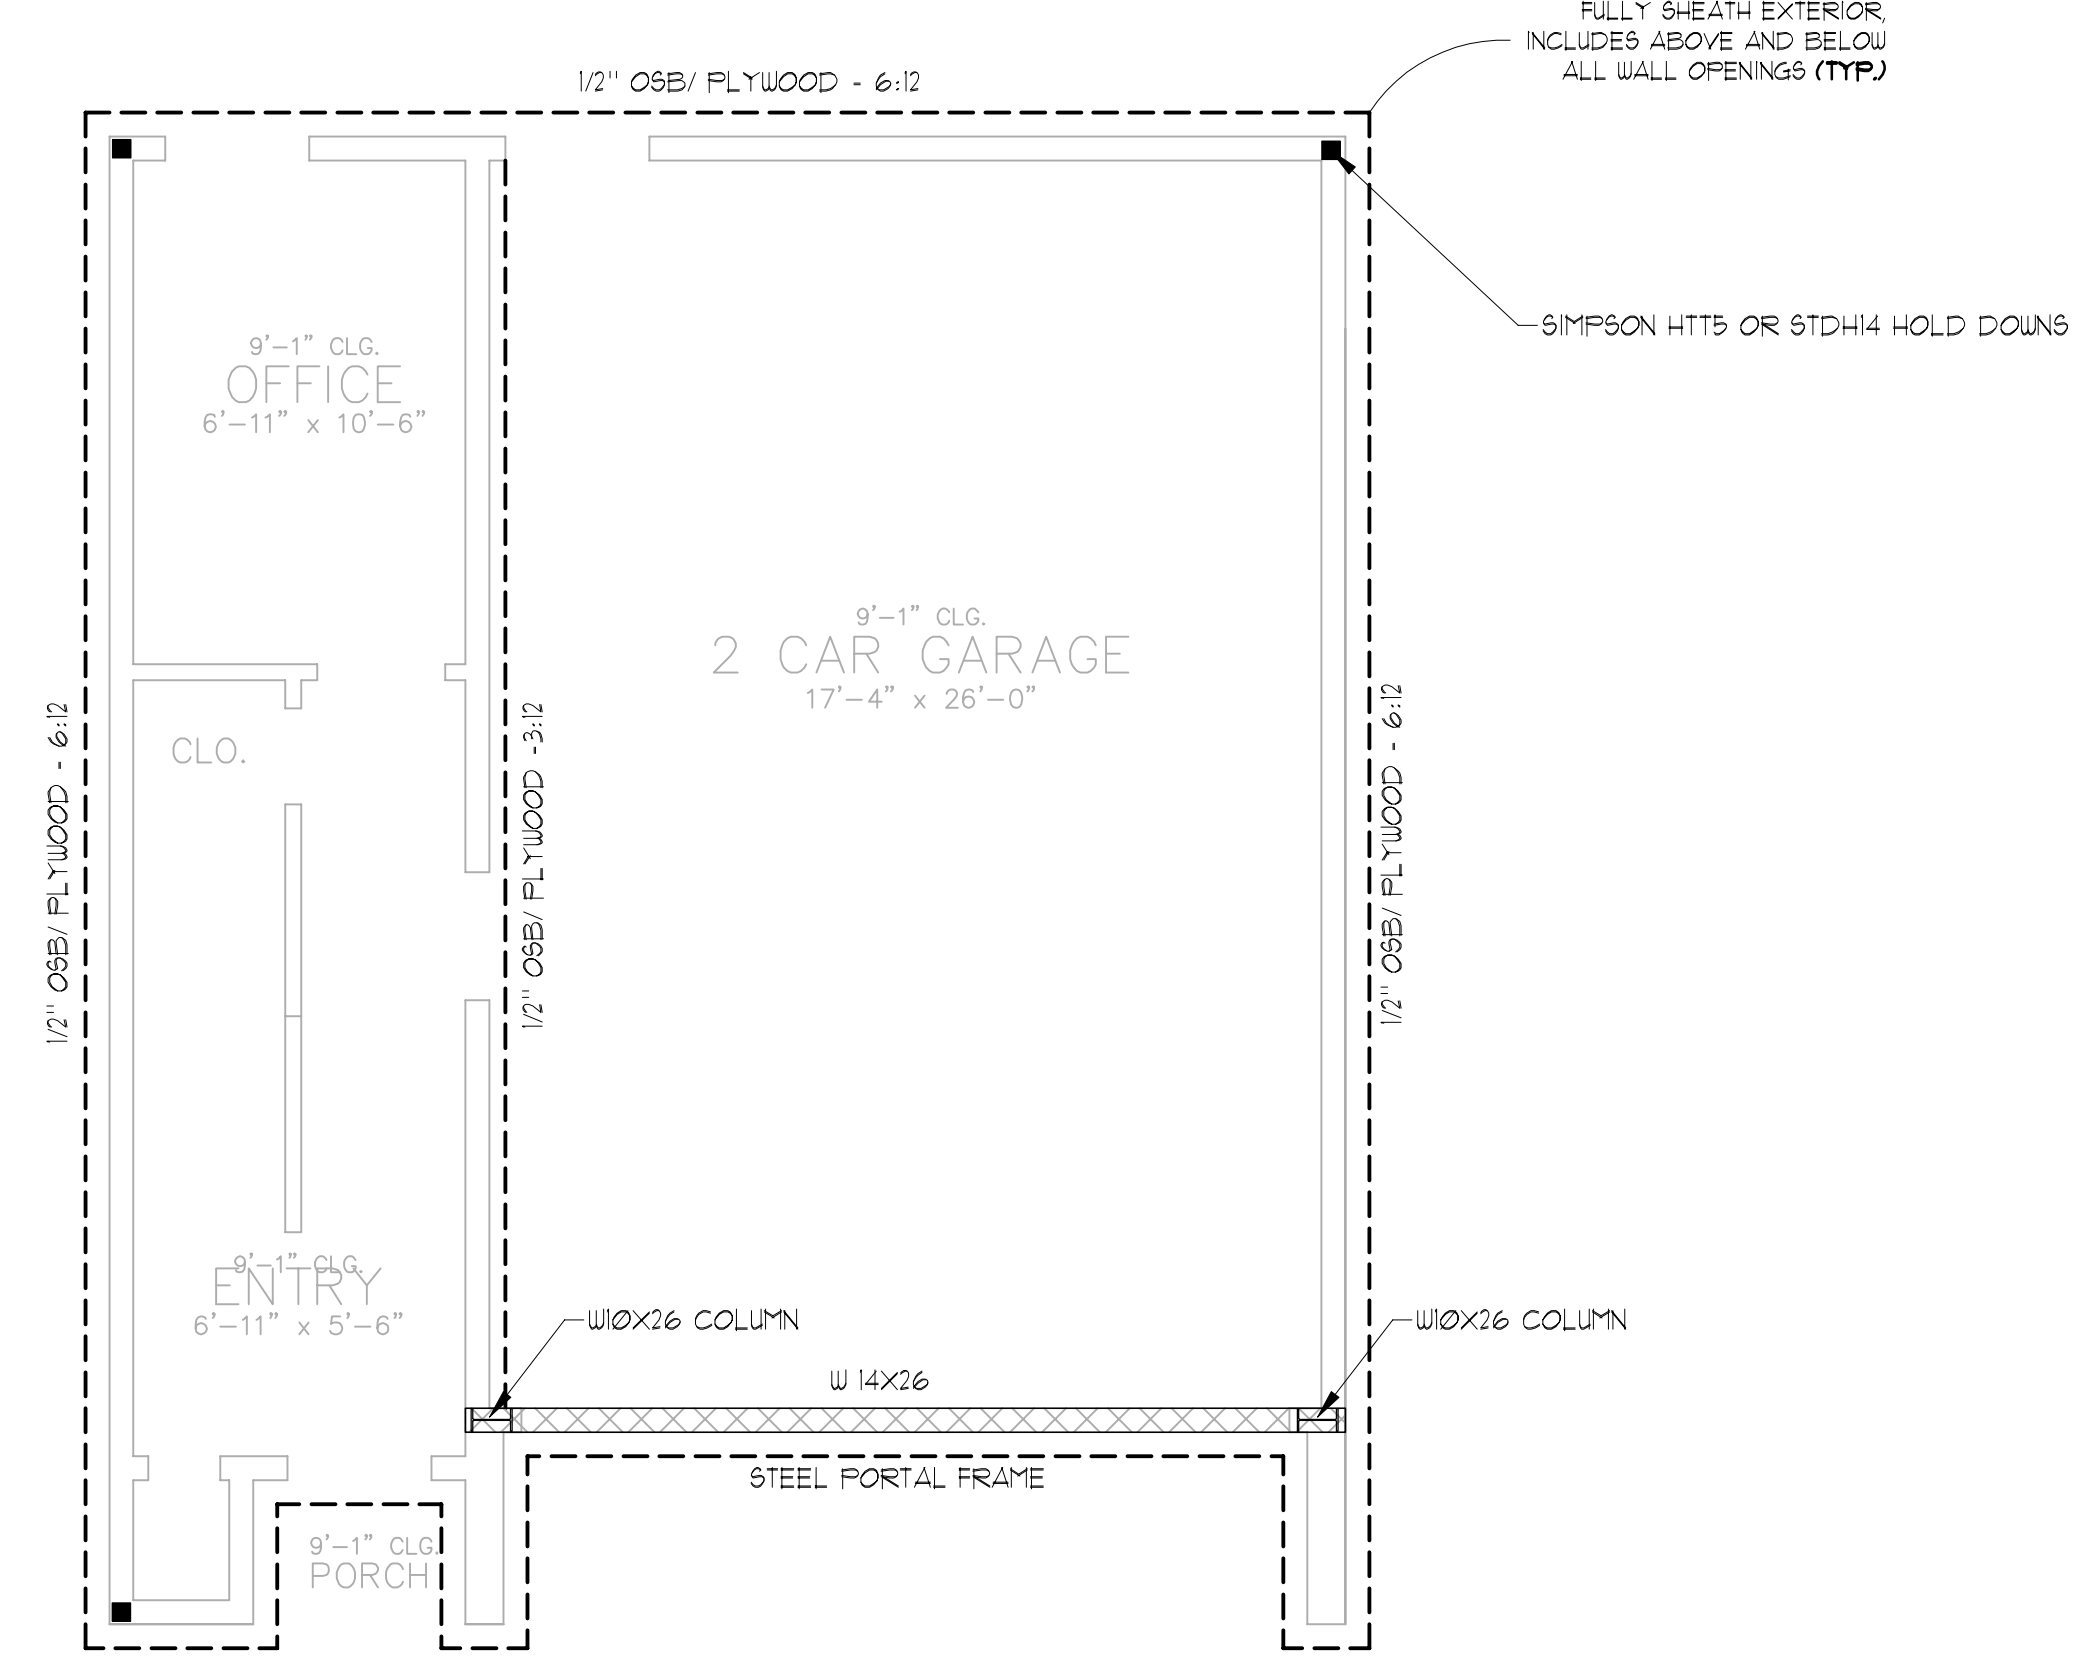 FULLY SHEATH EXTERIOR,
INCLUDES ABOVE AND BELOW
ALL WALL OPENINGS (TYP.)
1/2" OSB/ PLYWOOD - 6:12
SIMPSON HTT5 OR STDH14 HOLD DOWNS
9'-1" CLG.
OFFICE
6'-11" x 10'-6"
9'-1" CLG.
2 CAR GARAGE
17'-4" x 26'-0"
1/2" OSB/ PLYWOOD - 6:12
CLO.
1/2" OSB/ PLYWOOD -3:12
1/2" OSB/ PLYWOOD - 6:12
9'-1" CLG.
ENTRY
6'-11" x 5'-6"
W10X26 COLUMN
W10X26 COLUMN
W 14X26
STEEL PORTAL FRAME
9'-1" CLG.
PORCH